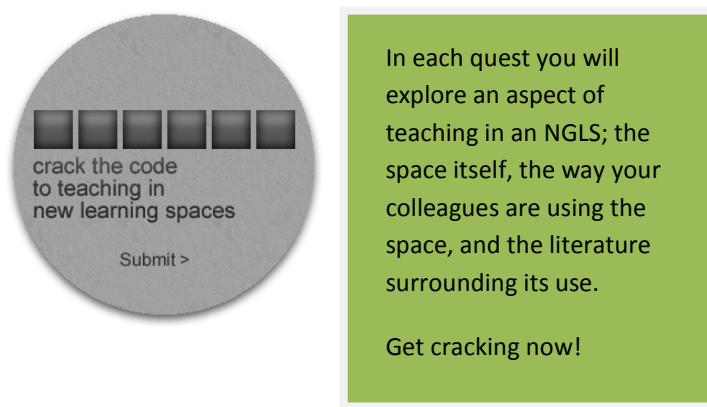 crack the code
to teaching in
new learning spaces
Submit >
In each quest you will
explore an aspect of
teaching in an NGLS; the
space itself, the way your
colleagues are using the
space, and the literature
surrounding its use.
Get cracking now!